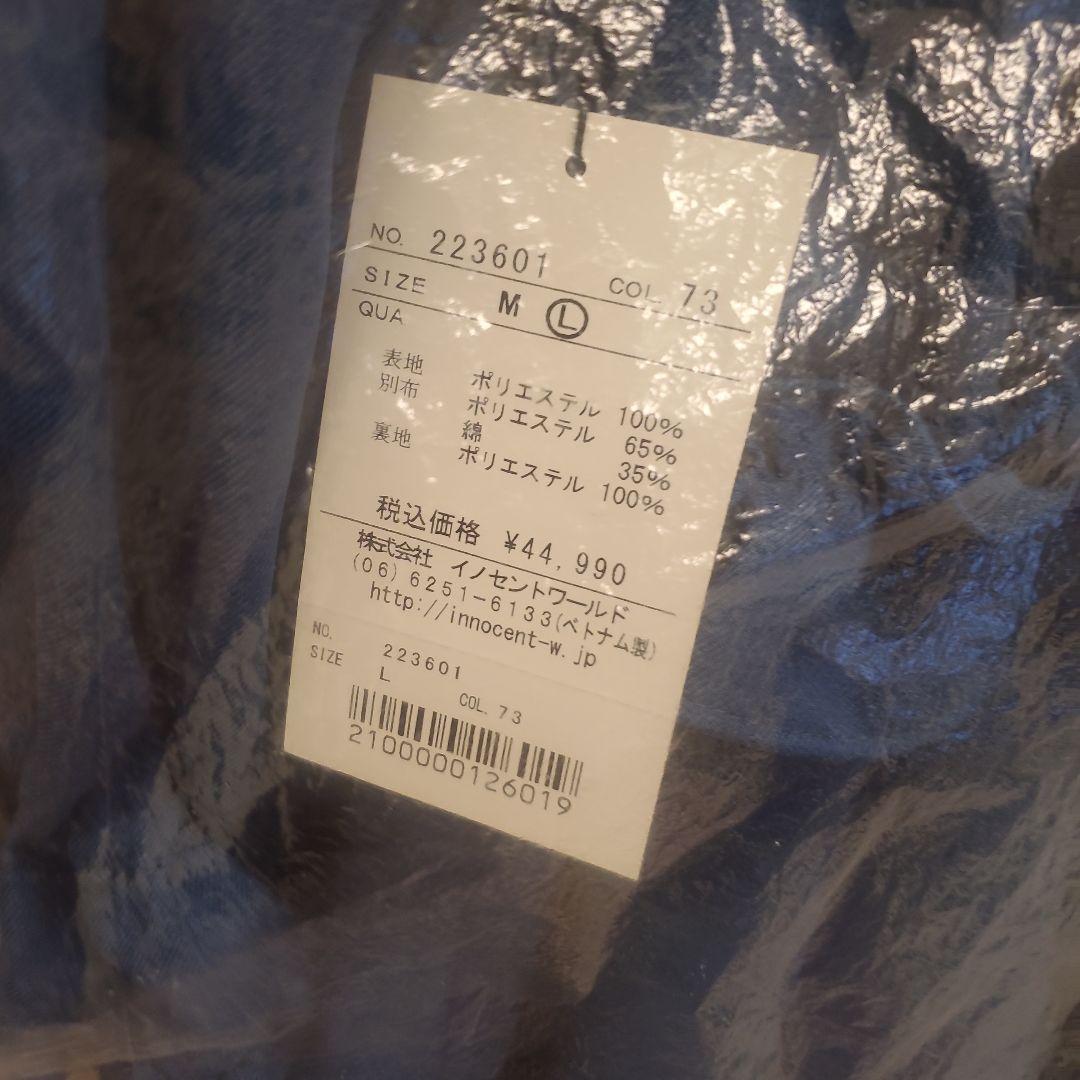 NO. 223601 COL. 73
SIZE M Ⓛ
QUA
表地 ポリエステル 100%
別布 ポリエステル 65%
綿 35%
裏地 ポリエステル 100%
税込価格 ¥44,990
株式会社 イノセントワールド
(06)6251-6133(ベトナム製)
http://innocent-w.jp
NO. 223601
SIZE L COL. 73
2100000126019